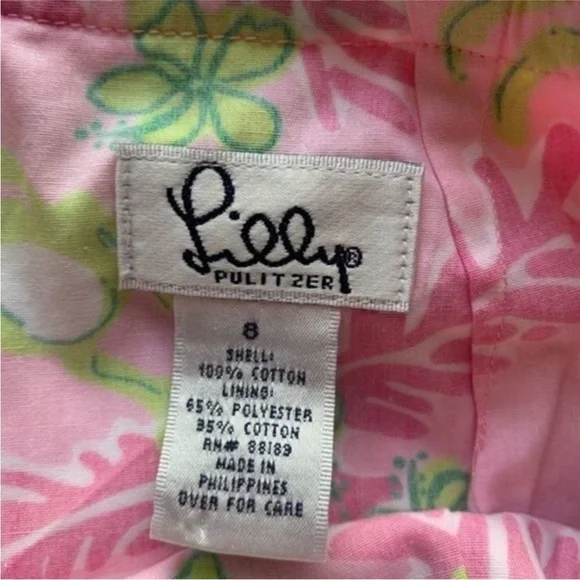 Lilly®
PULITZER
8
SHELL:
100% COTTON
LINING:
65% POLYESTER
35% COTTON
RN# 88189
MADE IN
PHILIPPINES
OVER FOR CARE